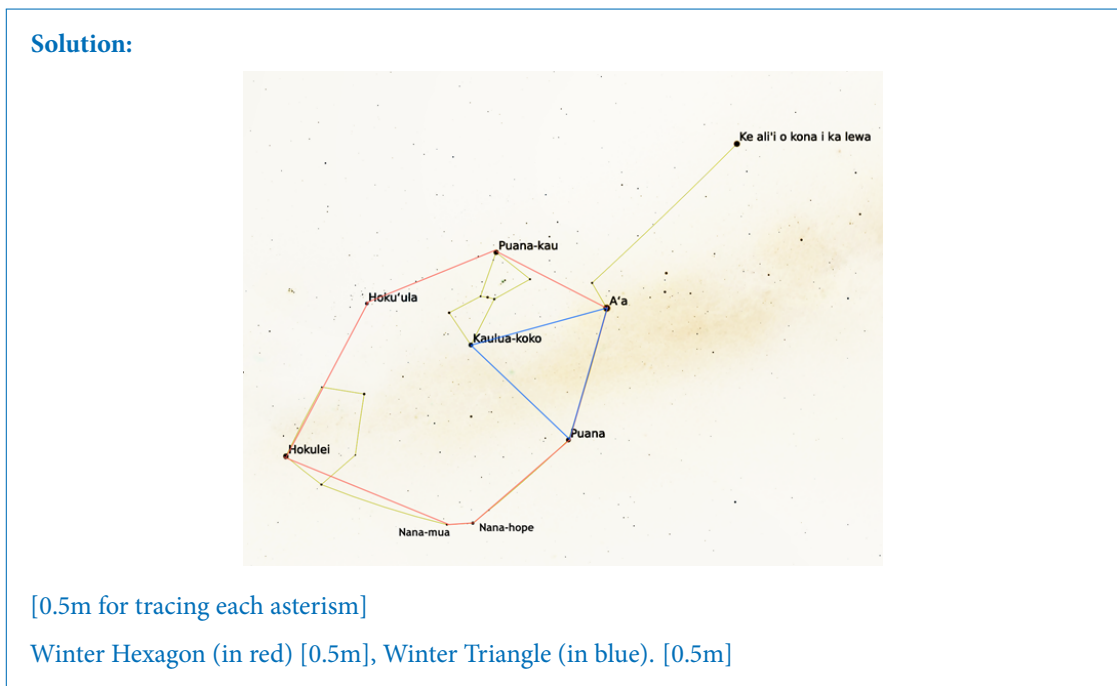 Solution:
Ke ali'i o kona i ka lewa
Puana-kau
Hoku‘ula
A‘a
Kaulua-koko
Puana
Hokulei
Nana-mua
Nana-hope
[0.5m for tracing each asterism]
Winter Hexagon (in red) [0.5m], Winter Triangle (in blue). [0.5m]